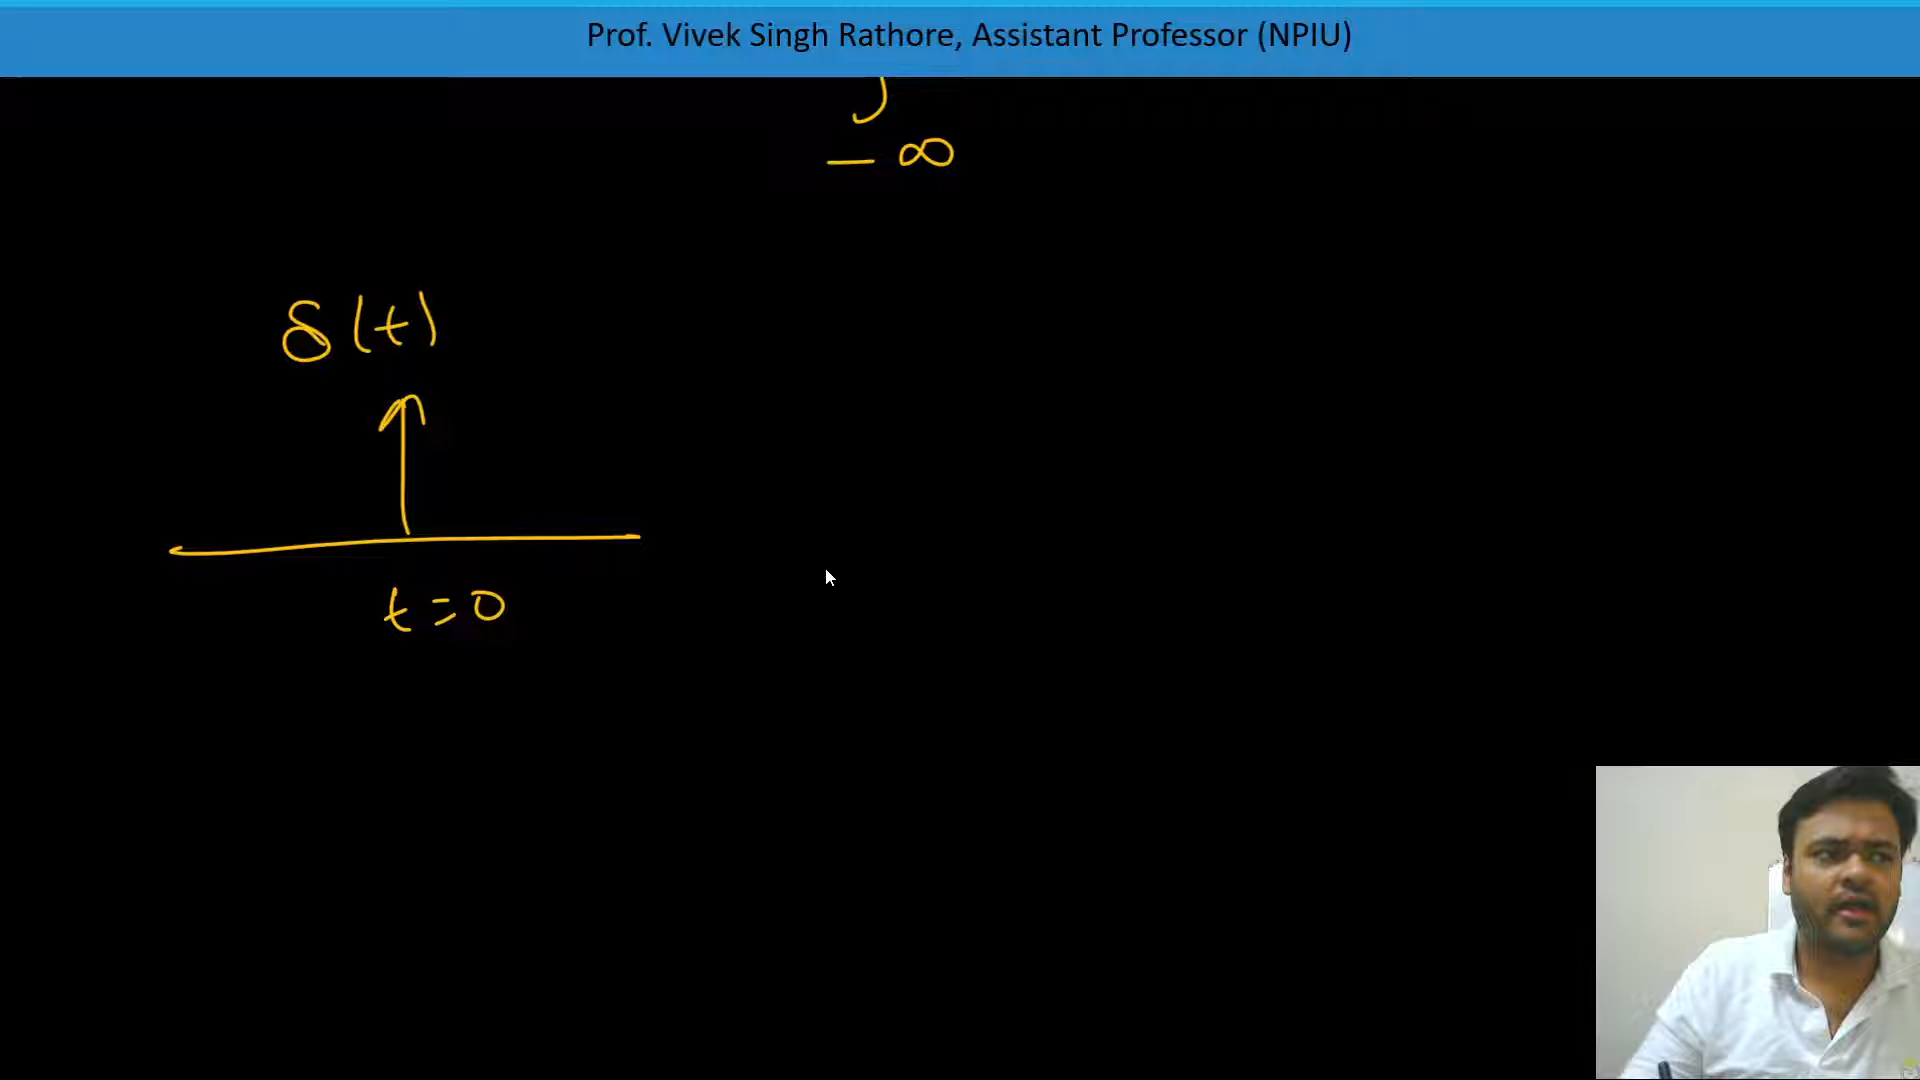 Prof. Vivek Singh Rathore, Assistant Professor (NPIU)
∫
− ∞
δ(t)
t = 0